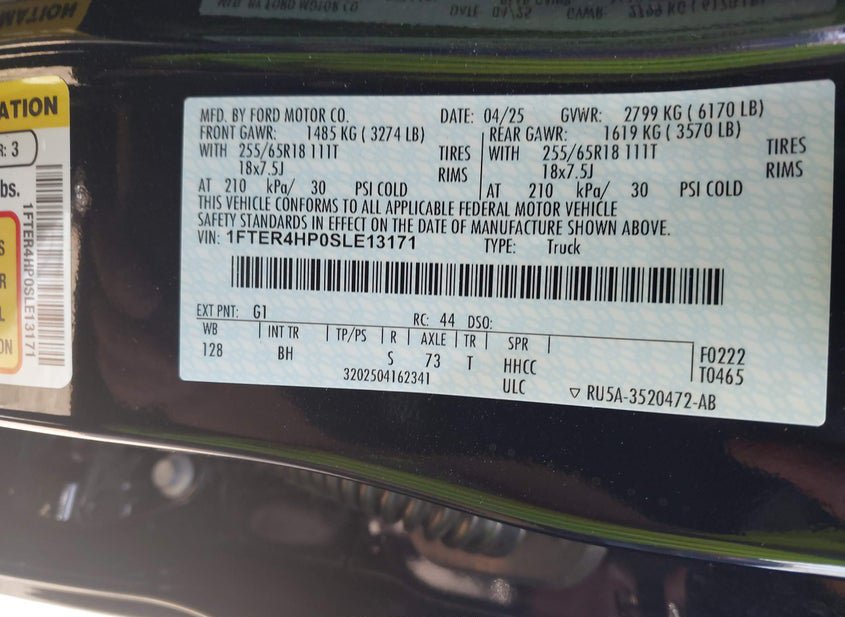 ATION
R: 3
lbs.
1FTER4HP0SLE13171
MFD. BY FORD MOTOR CO. DATE: 04/25 GVWR: 2799 KG ( 6170 LB)
FRONT GAWR: 1485 KG ( 3274 LB) REAR GAWR: 1619 KG ( 3570 LB)
WITH 255/65R18 111T TIRES WITH 255/65R18 111T TIRES
18x7.5J RIMS 18x7.5J RIMS
AT 210 kPa/ 30 PSI COLD AT 210 kPa/ 30 PSI COLD
THIS VEHICLE CONFORMS TO ALL APPLICABLE FEDERAL MOTOR VEHICLE
SAFETY STANDARDS IN EFFECT ON THE DATE OF MANUFACTURE SHOWN ABOVE.
VIN: 1FTER4HP0SLE13171 TYPE: Truck
EXT PNT: G1 RC: 44 DSO:
WB INT TR TP/PS R AXLE TR SPR
128 BH S 73 T HHCC
F0222
T0465
3202504162341 ULC ▽ RU5A-3520472-AB